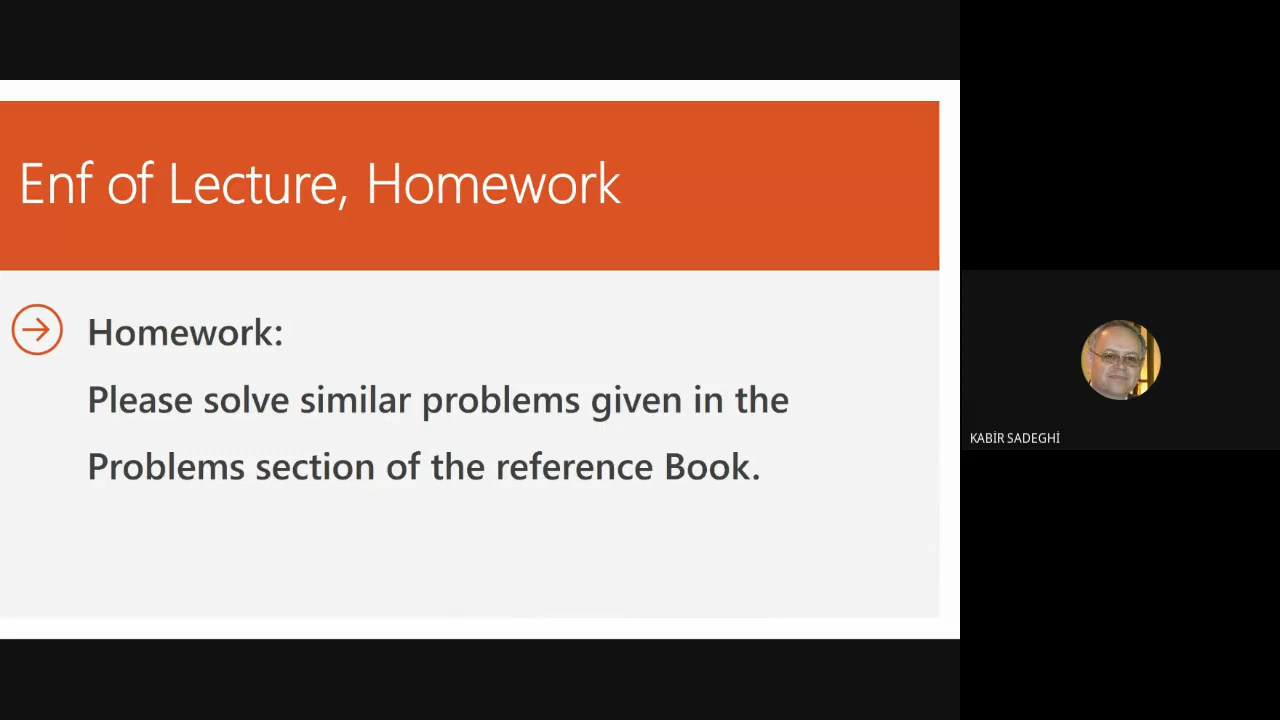 Enf of Lecture, Homework
Homework:
Please solve similar problems given in the
Problems section of the reference Book.
KABİR SADEGHİ